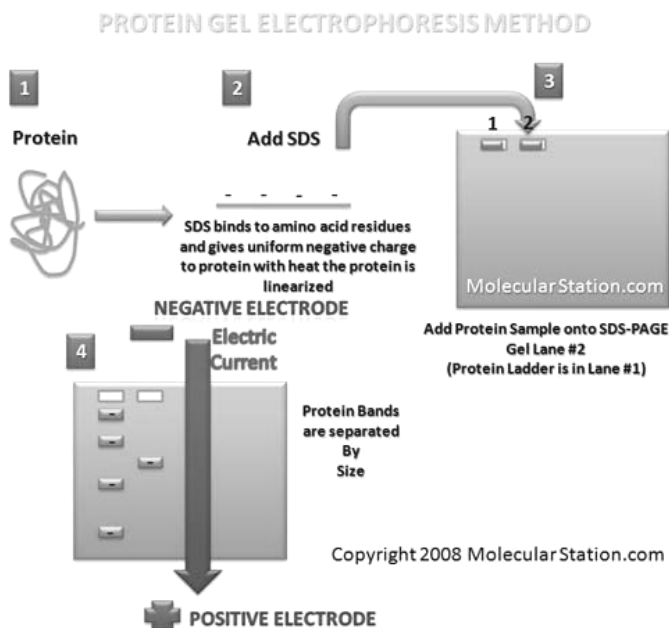 PROTEIN GEL ELECTROPHORESIS METHOD
1
Protein
2
Add SDS
- - - -
SDS binds to amino acid residues
and gives uniform negative charge
to protein with heat the protein is
linearized
3
1 2
MolecularStation.com
Add Protein Sample onto SDS-PAGE
Gel Lane #2
(Protein Ladder is in Lane #1)
NEGATIVE ELECTRODE
4
Electric
Current
Protein Bands
are separated
By
Size
Copyright 2008 MolecularStation.com
POSITIVE ELECTRODE